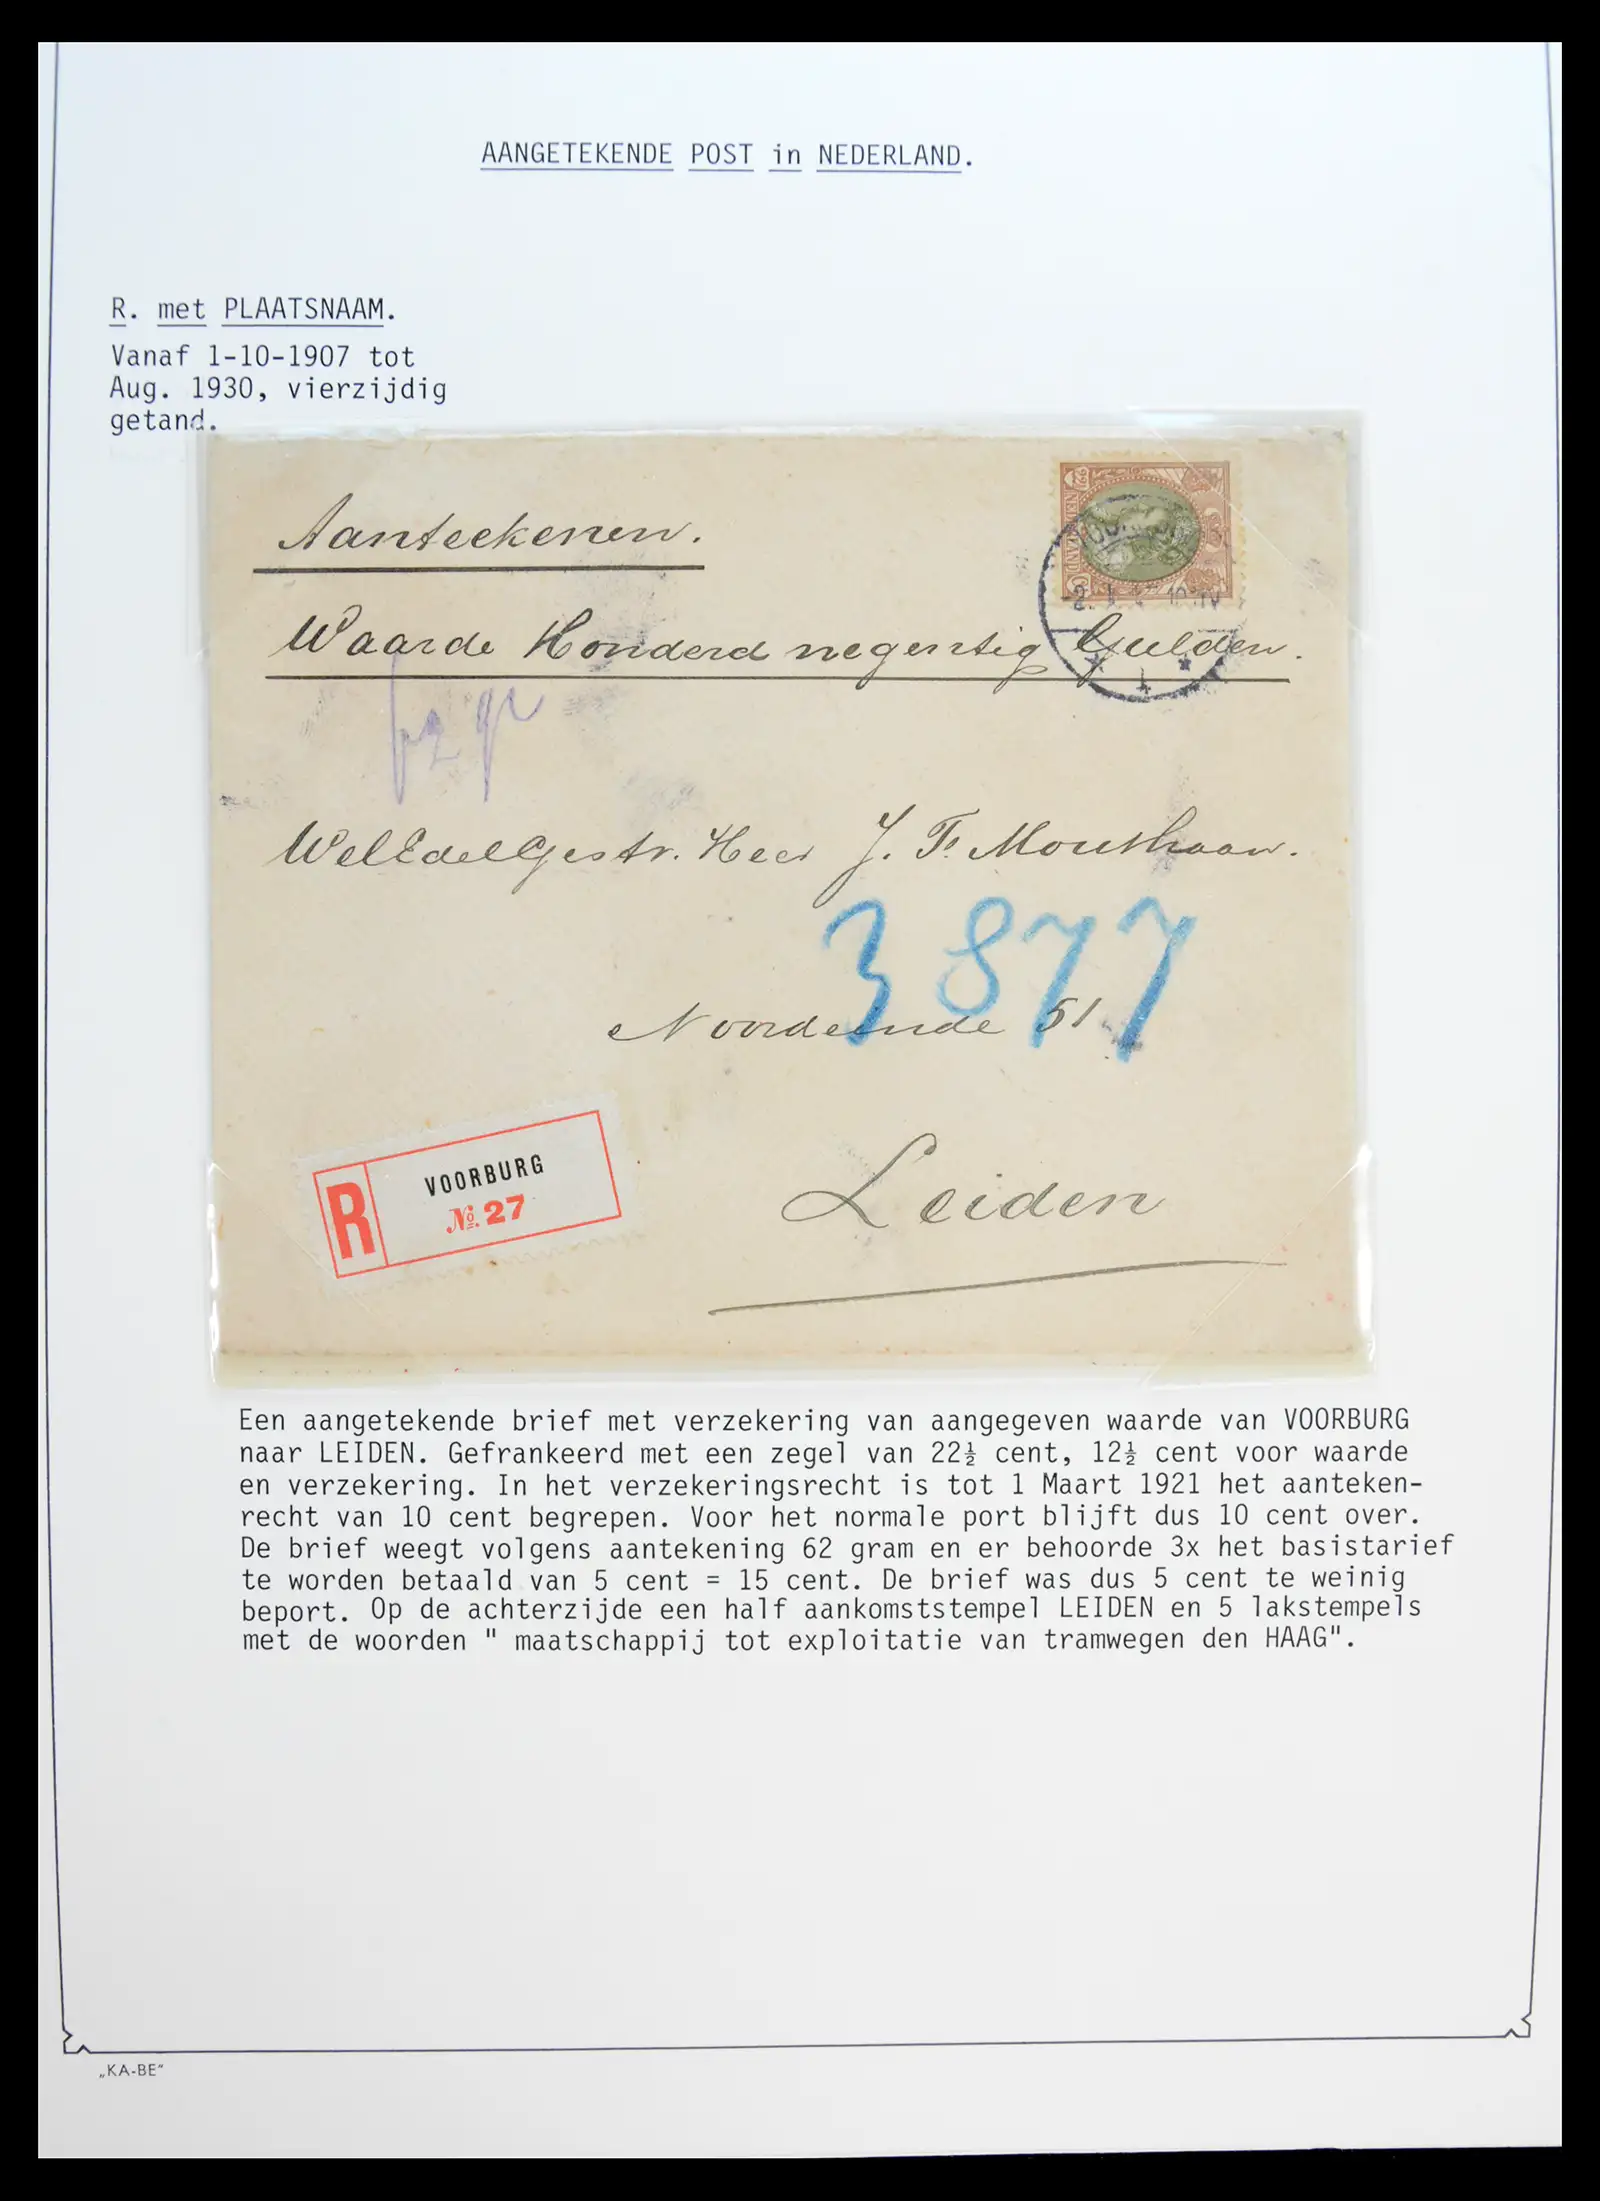 AANGETEKENDE POST in NEDERLAND.
R. met PLAATSNAAM.
Vanaf 1-10-1907 tot
Aug. 1930, vierzijdig
getand.
Aanteekenen.
Waarde Honderd negentig Gulden.
62 gr
WelEdelGestr. Heer J. F. Mouthaan.
3877
Noordeinde 51
Leiden
R
VOORBURG
No. 27
Een aangetekende brief met verzekering van aangegeven waarde van VOORBURG
naar LEIDEN. Gefrankeerd met een zegel van 22½ cent, 12½ cent voor waarde
en verzekering. In het verzekeringsrecht is tot 1 Maart 1921 het aanteken-
recht van 10 cent begrepen. Voor het normale port blijft dus 10 cent over.
De brief weegt volgens aantekening 62 gram en er behoorde 3x het basistarief
te worden betaald van 5 cent = 15 cent. De brief was dus 5 cent te weinig
beport. Op de achterzijde een half aankomststempel LEIDEN en 5 lakstempels
met de woorden " maatschappij tot exploitatie van tramwegen den HAAG".
„KA-BE“